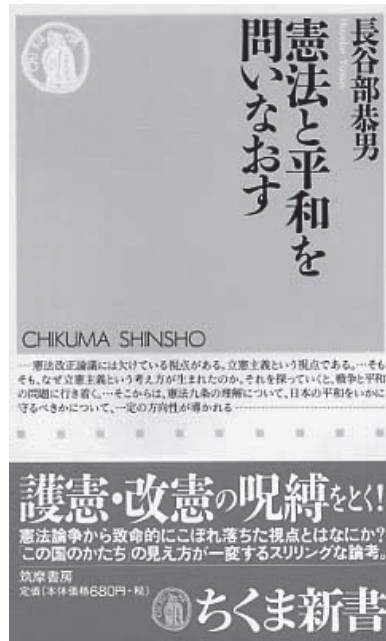 長谷部恭男
Hasebe Yasuo
憲法と平和を
問いなおす
CHIKUMA SHINSHO
…憲法改正論議には欠けている視点がある。立憲主義という視点である。…そも
そも、なぜ立憲主義という考え方が生まれたのか。それを探っていくと、戦争と平和
の問題に行き着く。…そこからは、憲法九条の理解について、日本の平和をいかに
守るべきかについて、一定の方向性が導かれる…
護憲・改憲の呪縛をとく!
憲法論争から致命的にこぼれ落ちた視点とはなにか?
「この国のかたち」の見え方が一変するスリリングな論考。
筑摩書房
定価(本体価格680円+税)
ちくま新書